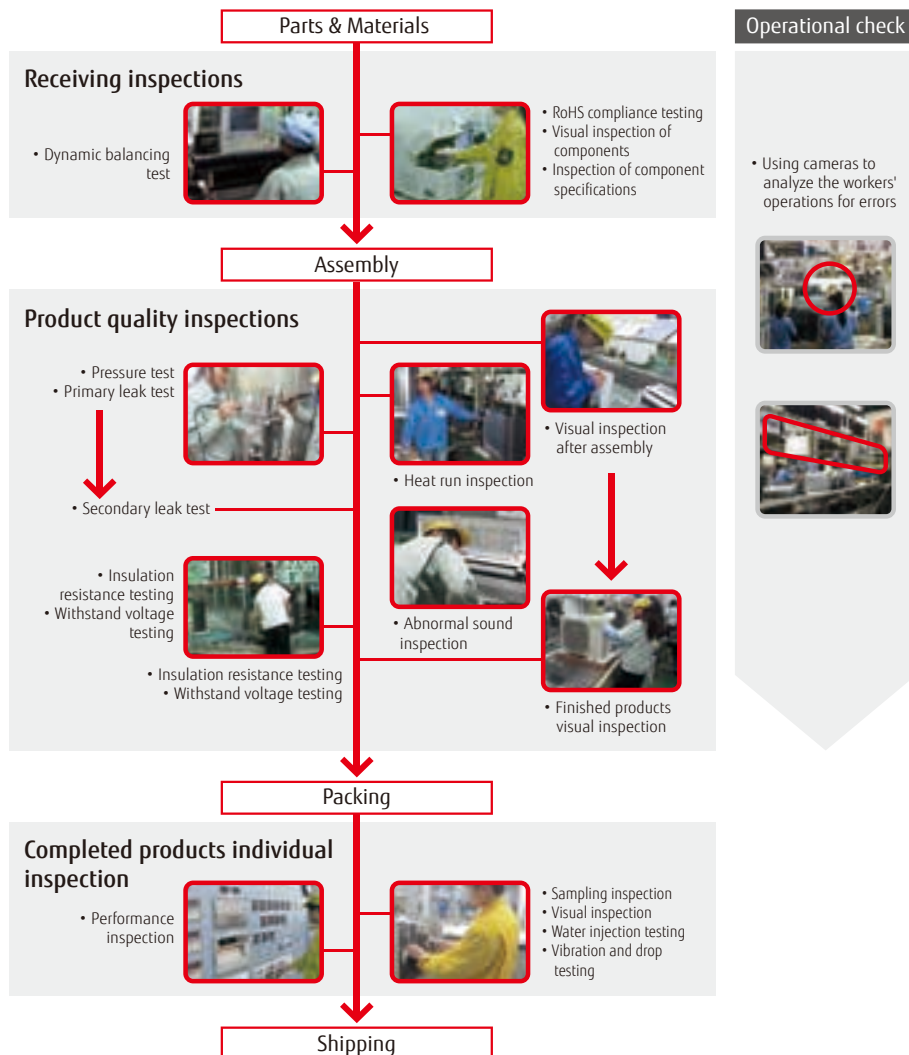 Parts & Materials
Operational check
Receiving inspections
• Dynamic balancing
test
• RoHS compliance testing
• Visual inspection of
components
• Inspection of component
specifications
• Using cameras to
analyze the workers'
operations for errors
Assembly
Product quality inspections
• Pressure test
• Primary leak test
• Secondary leak test
• Heat run inspection
• Visual inspection
after assembly
• Insulation
resistance testing
• Withstand voltage
testing
• Insulation resistance testing
• Withstand voltage testing
• Abnormal sound
inspection
• Finished products
visual inspection
Packing
Completed products individual
inspection
• Performance
inspection
• Sampling inspection
• Visual inspection
• Water injection testing
• Vibration and drop
testing
Shipping